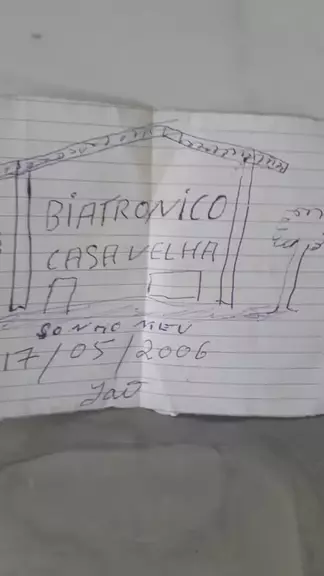 BIATRONICO
CASA VELHA
SONHO MEU
17/05/2006